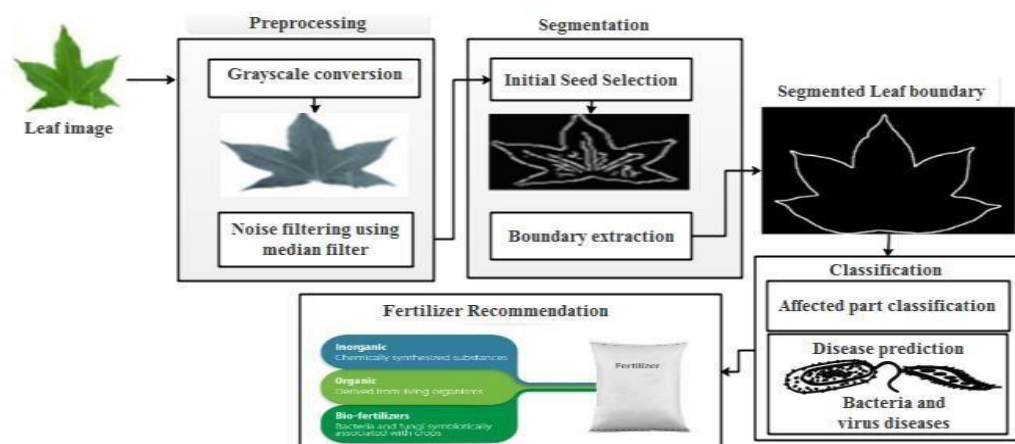 Preprocessing
Segmentation
Grayscale conversion
Initial Seed Selection
Segmented Leaf boundary
Leaf image
Noise filtering using
median filter
Boundary extraction
Classification
Affected part classification
Disease prediction
Bacteria and
virus diseases
Fertilizer Recommendation
Inorganic
Chemically synthesized substances
Organic
Derived from living organisms
Bio-fertilizers
Bacteria and fungi symbiotically
associated with crops
Fertilizer